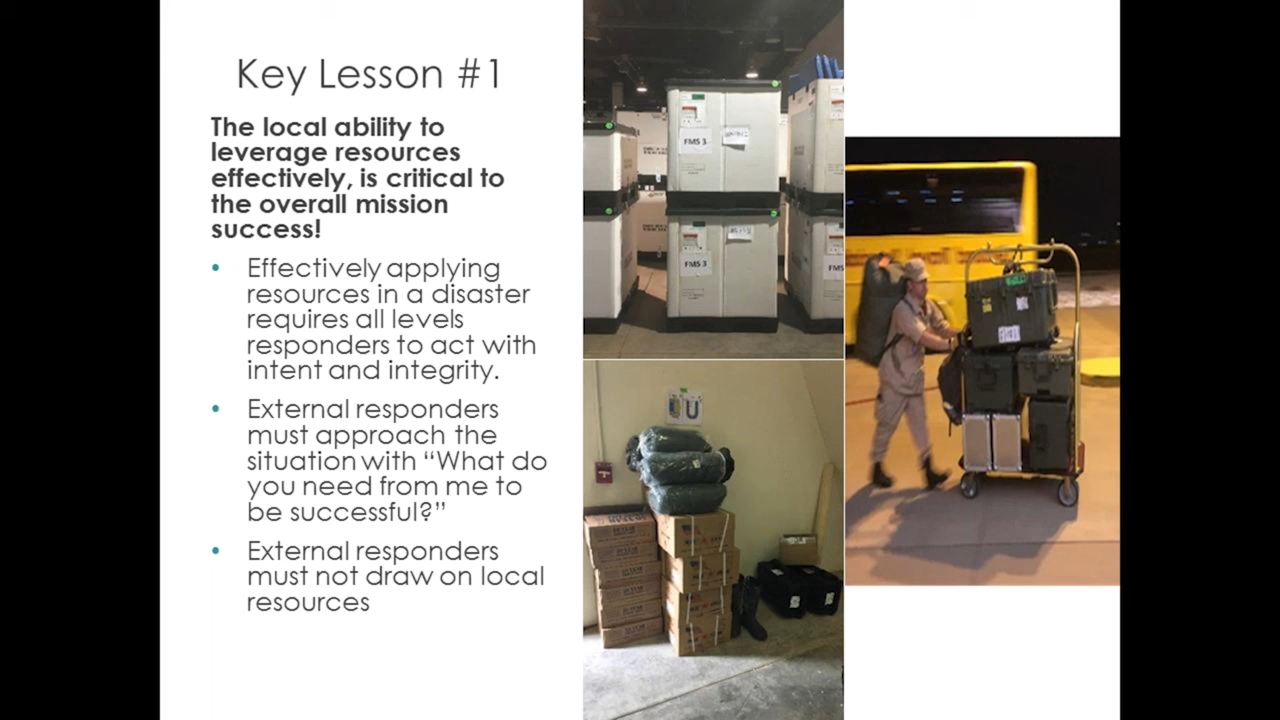 Key Lesson #1
The local ability to
leverage resources
effectively, is critical to
the overall mission
success!
• Effectively applying
resources in a disaster
requires all levels
responders to act with
intent and integrity.
• External responders
must approach the
situation with “What do
you need from me to
be successful?”
• External responders
must not draw on local
resources
FMS 3
FMS 3
FMS
FMS
U